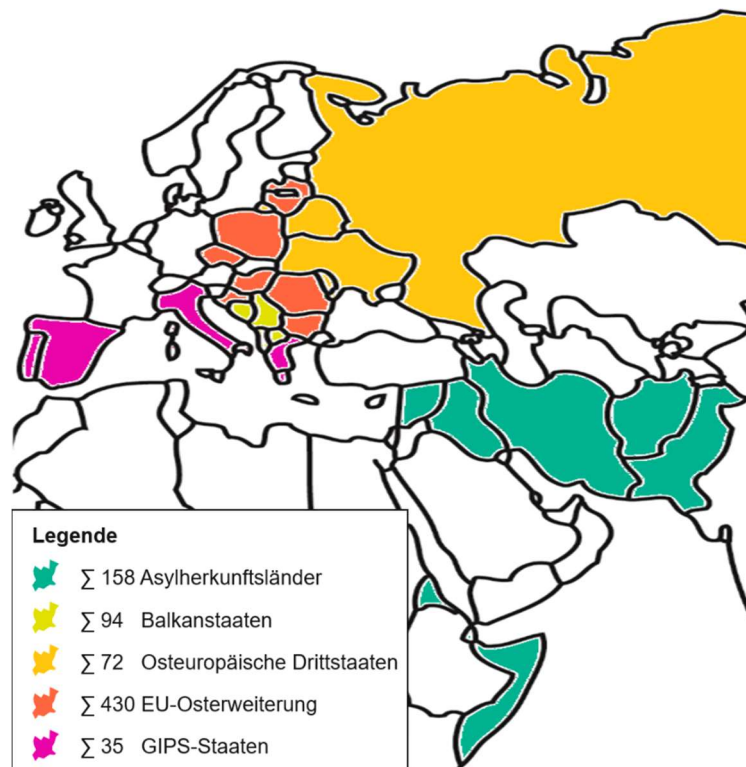 Legende
∑ 158 Asylherkunftsländer
∑ 94 Balkanstaaten
∑ 72 Osteuropäische Drittstaaten
∑ 430 EU-Osterweiterung
∑ 35 GIPS-Staaten